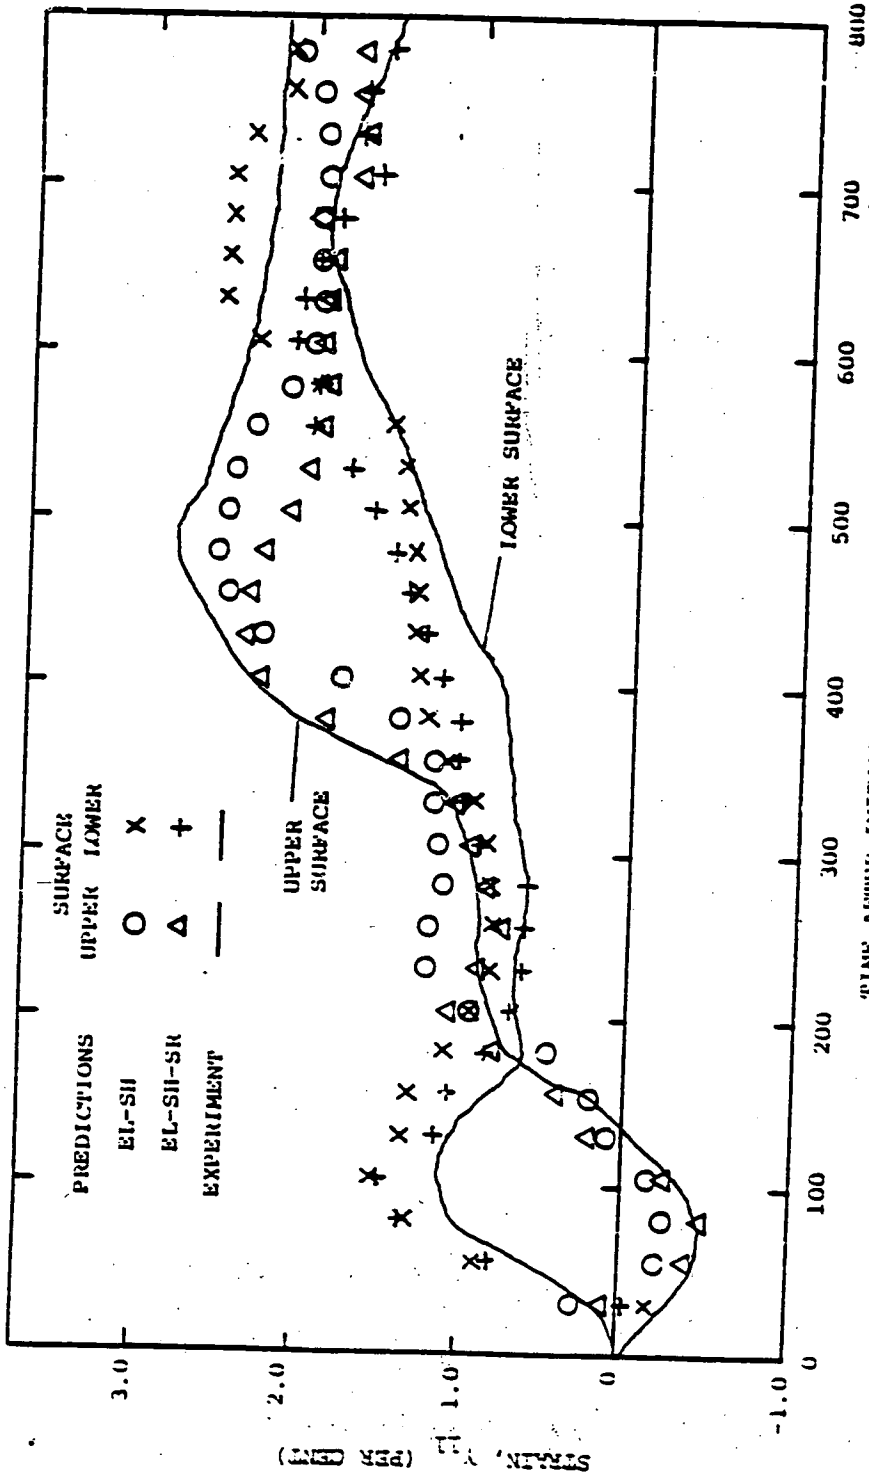 SURFACE
PREDICTIONS UPPER LOWER
EL-SH
EL-SH-SR
EXPERIMENT
UPPER
SURFACE
LOWER SURFACE
3.0
2.0
1.0
0
-1.0
STRAIN, γ11 (PER CENT)
0 100 200 300 400 500 600 700 800